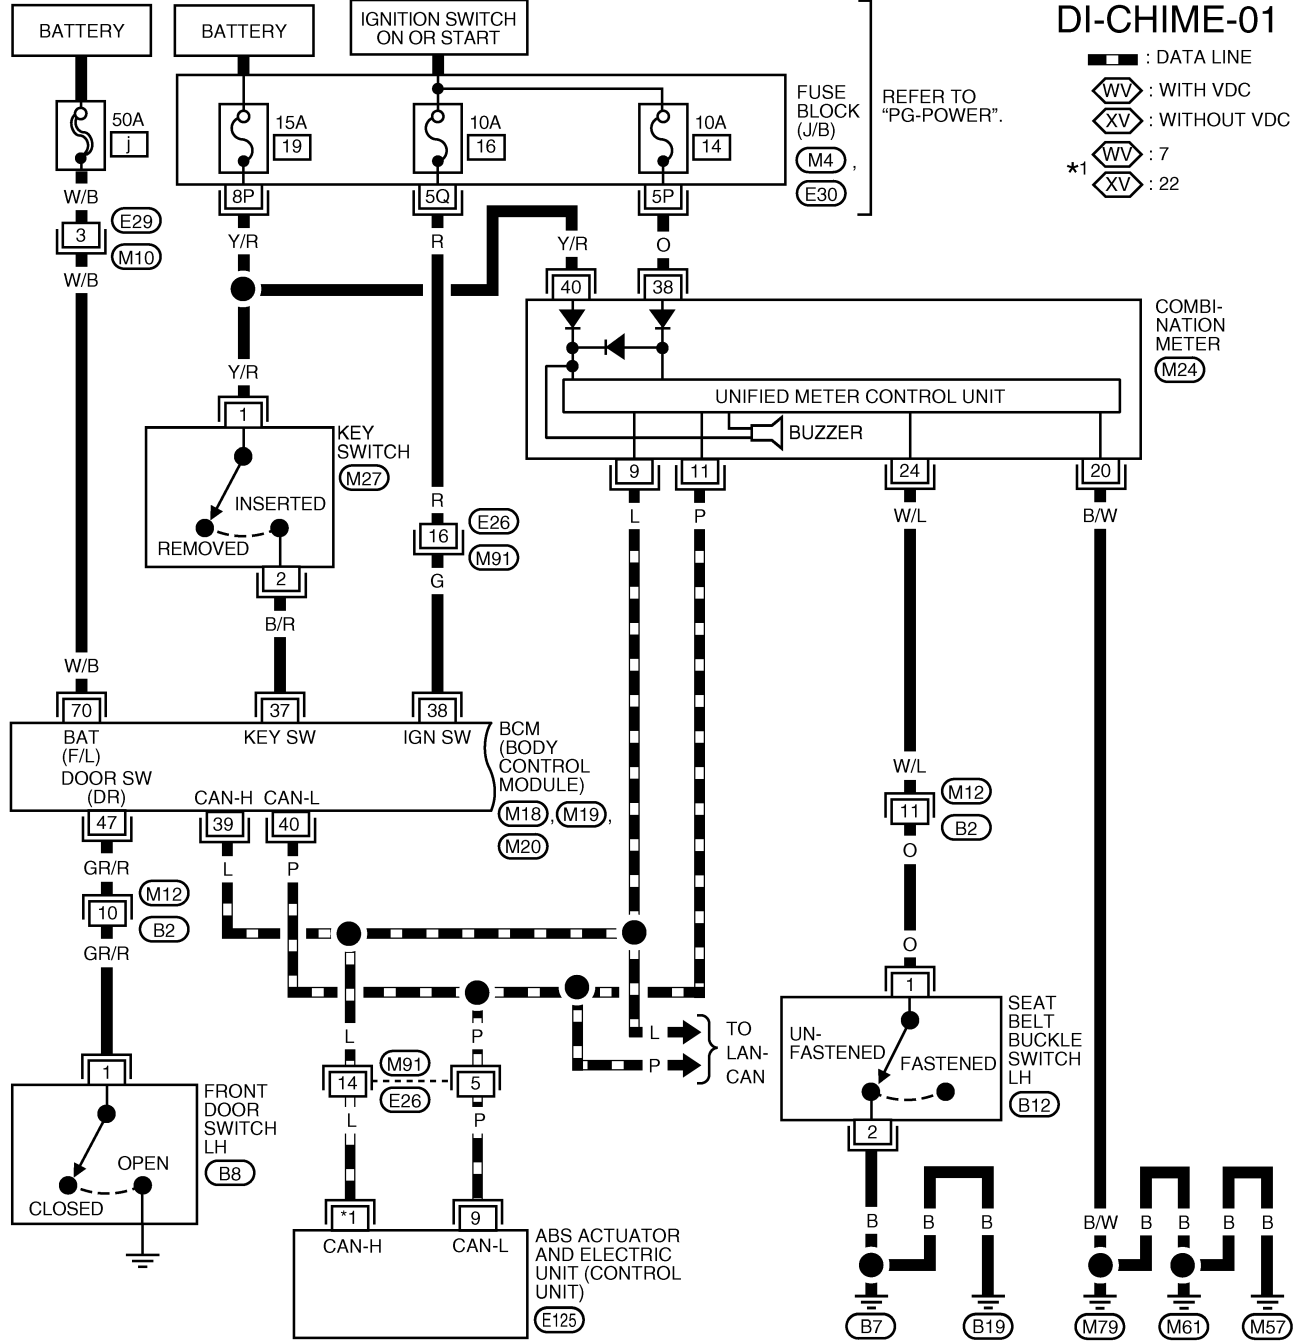 DI-CHIME-01
BATTERY
BATTERY
IGNITION SWITCH
ON OR START
: DATA LINE
WV : WITH VDC
XV : WITHOUT VDC
*1 WV : 7
XV : 22
50A
j
15A
19
10A
16
10A
14
FUSE
BLOCK
(J/B)
M4 ,
E30
REFER TO
“PG-POWER”.
8P
5Q
5P
W/B
3
E29
M10
W/B
Y/R
R
Y/R
O
40
38
COMBI-
NATION
METER
M24
UNIFIED METER CONTROL UNIT
BUZZER
Y/R
1
KEY
SWITCH
M27
INSERTED
REMOVED
2
B/R
R
16
E26
M91
G
9
11
24
20
L
P
W/L
B/W
W/B
70
37
38
BAT
(F/L)
KEY SW
IGN SW
DOOR SW
(DR)
CAN-H
CAN-L
BCM
(BODY
CONTROL
MODULE)
M18 , M19 ,
M20
47
39
40
GR/R
L
P
10
M12
B2
GR/R
W/L
11
M12
B2
O
O
1
SEAT
BELT
BUCKLE
SWITCH
LH
B12
UN-
FASTENED
FASTENED
2
L
P
TO
LAN-
CAN
L
P
14
M91
E26
5
L
P
1
FRONT
DOOR
SWITCH
LH
B8
OPEN
CLOSED
*1
9
CAN-H
CAN-L
ABS ACTUATOR
AND ELECTRIC
UNIT (CONTROL
UNIT)
E125
B
B
B
B/W
B
B
B
B
B7
B19
M79
M61
M57